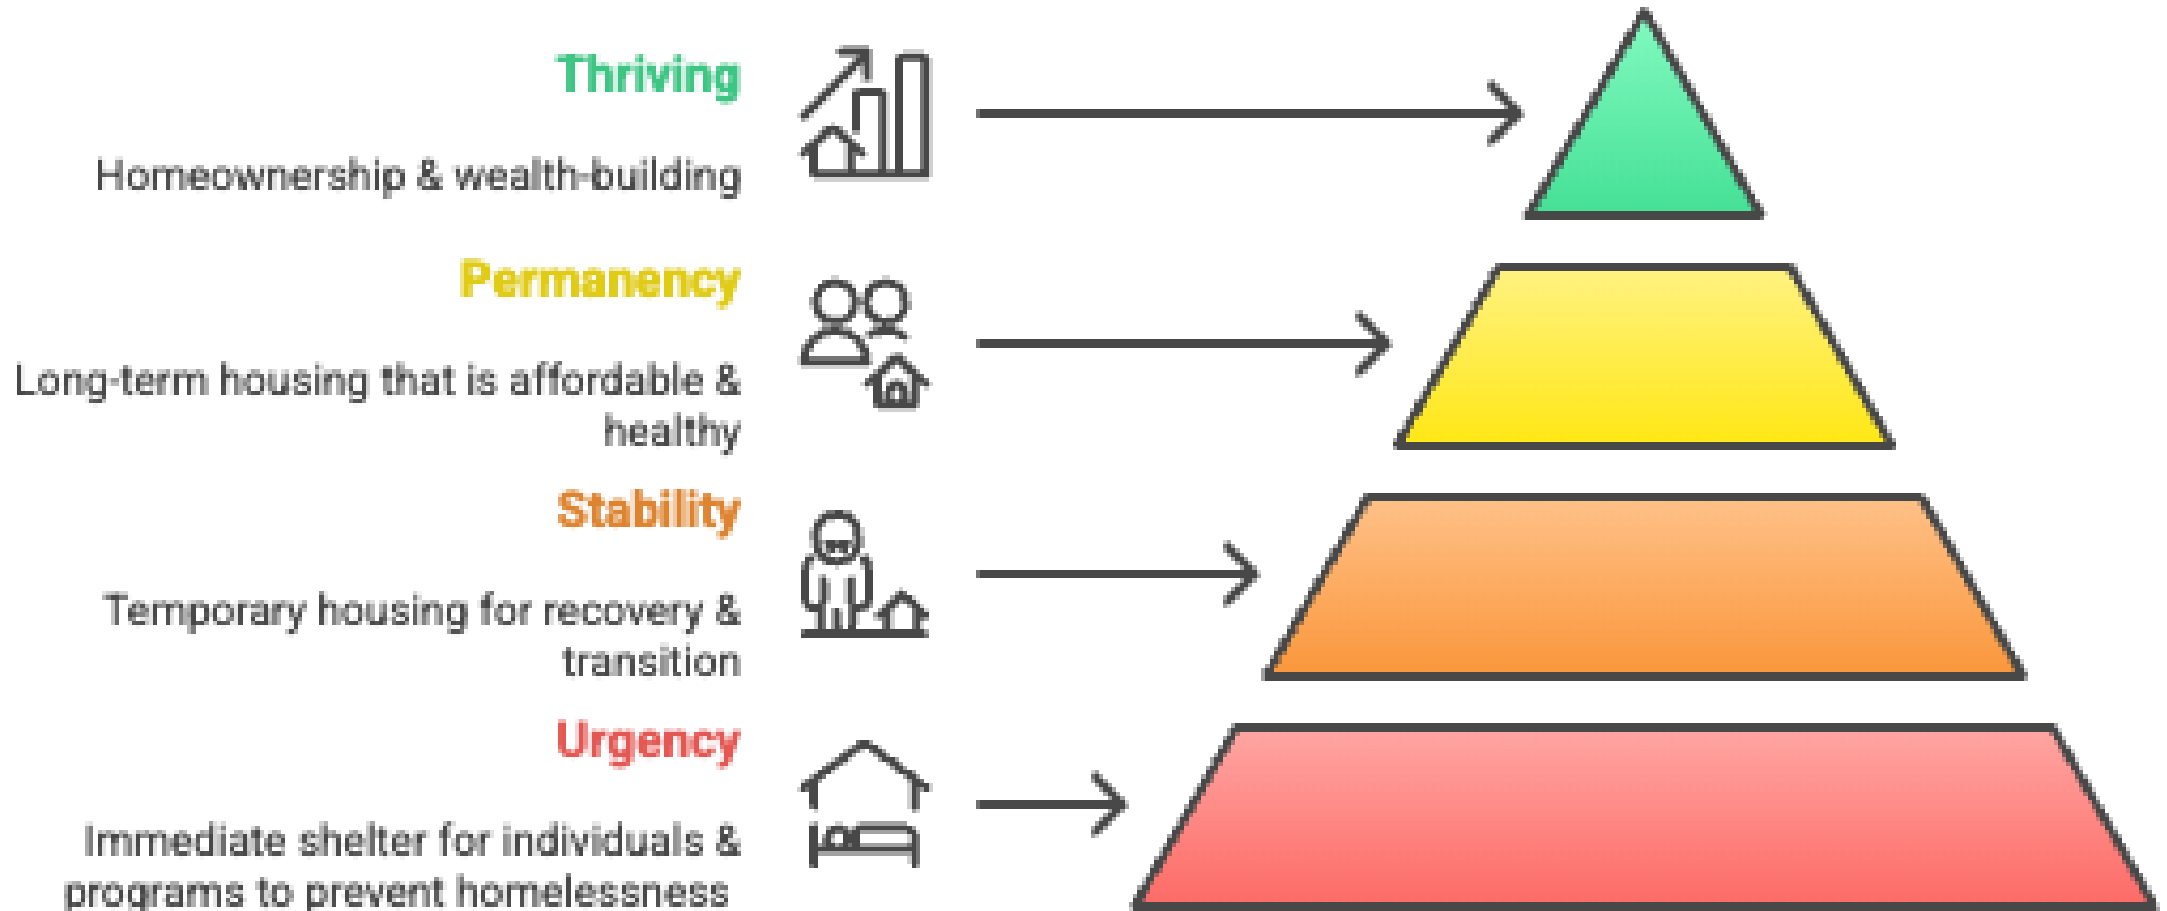 Thriving
Homeownership & wealth-building
Permanency
Long-term housing that is affordable &
healthy
Stability
Temporary housing for recovery &
transition
Urgency
Immediate shelter for individuals &
programs to prevent homelessness